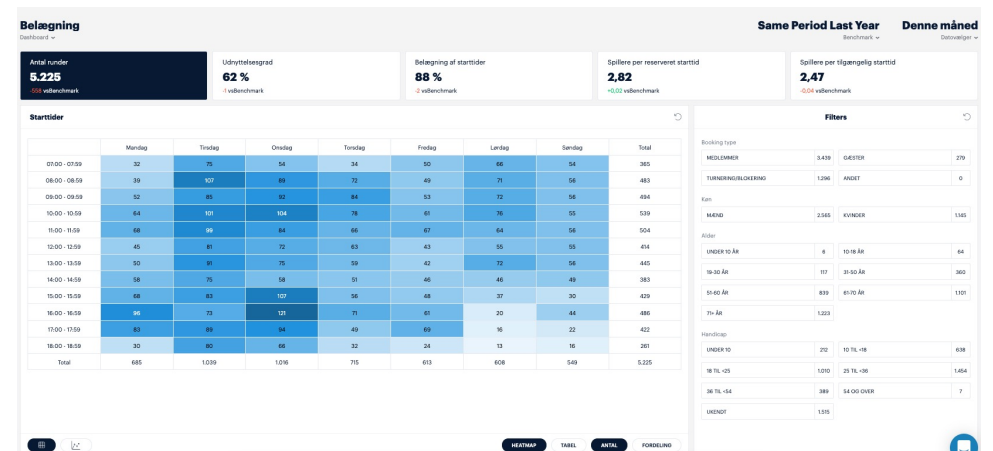 Belægning
Dashboard
Same Period Last Year
Benchmark
Denne måned
Datovælger
Antal runder
5.225
-558 vsBenchmark
Udnyttelsesgrad
62 %
-1 vsBenchmark
Belægning af starttider
88 %
-2 vsBenchmark
Spillere per reserveret starttid
2,82
+0,02 vsBenchmark
Spillere per tilgængelig starttid
2,47
-0,04 vsBenchmark
Starttider
Mandag Tirsdag Onsdag Torsdag Fredag Lørdag Søndag Total
07:00 - 07:59 32 75 54 34 50 66 54 365
08:00 - 08:59 39 107 89 72 49 71 56 483
09:00 - 09:59 52 85 92 84 53 72 56 494
10:00 - 10:59 64 101 104 78 61 76 55 539
11:00 - 11:59 68 99 84 66 67 64 56 504
12:00 - 12:59 45 81 72 63 43 55 55 414
13:00 - 13:59 50 91 75 59 42 72 56 445
14:00 - 14:59 58 75 58 51 46 46 49 383
15:00 - 15:59 68 83 107 56 48 37 30 429
16:00 - 16:59 96 73 121 71 61 20 44 486
17:00 - 17:59 83 89 94 49 69 16 22 422
18:00 - 18:59 30 80 66 32 24 13 16 261
Total 685 1.039 1.016 715 613 608 549 5.225
HEATMAP TABEL ANTAL FORDELING
Filters
Booking type
MEDLEMMER 3.439 GÆSTER 279
TURNERING/BLOKERING 1.296 ANDET 0
Køn
MÆND 2.565 KVINDER 1.145
Alder
UNDER 10 ÅR 6 10-18 ÅR 64
19-30 ÅR 117 31-50 ÅR 360
51-60 ÅR 839 61-70 ÅR 1.101
71+ ÅR 1.223
Handicap
UNDER 10 212 10 TIL <18 638
18 TIL <25 1.010 25 TIL <36 1.454
36 TIL <54 389 54 OG OVER 7
UKENDT 1.515